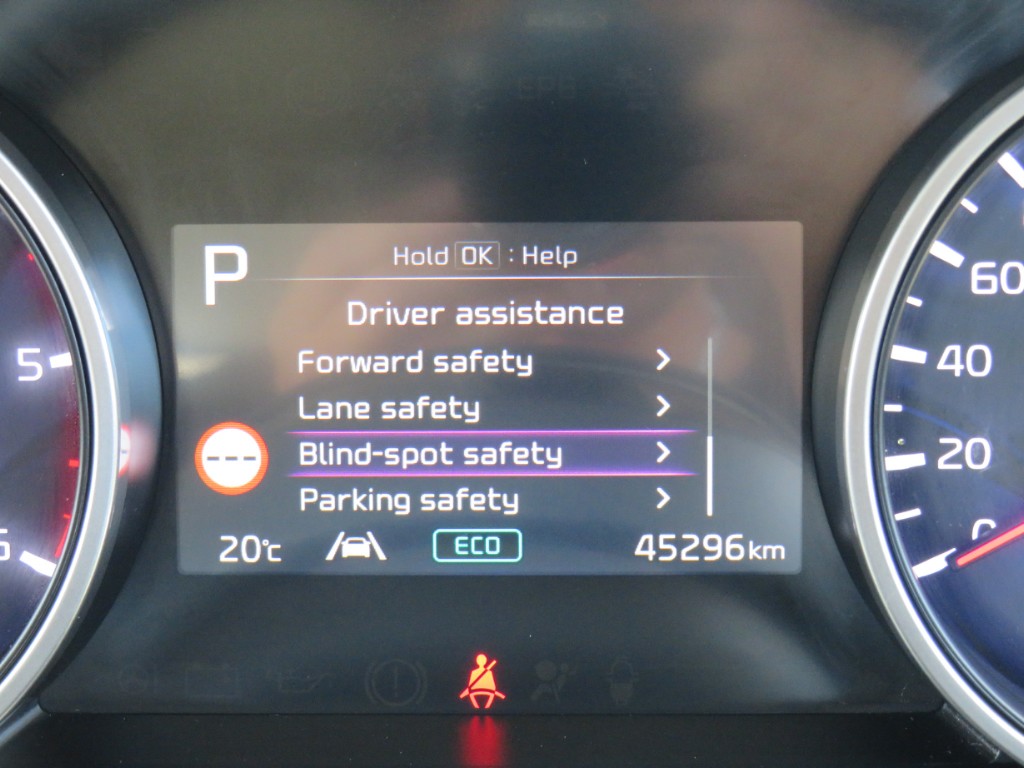 P
Hold OK : Help
Driver assistance
Forward safety >
Lane safety >
Blind-spot safety >
Parking safety >
---
20°C
ECO
45296km
5
60
40
20
0